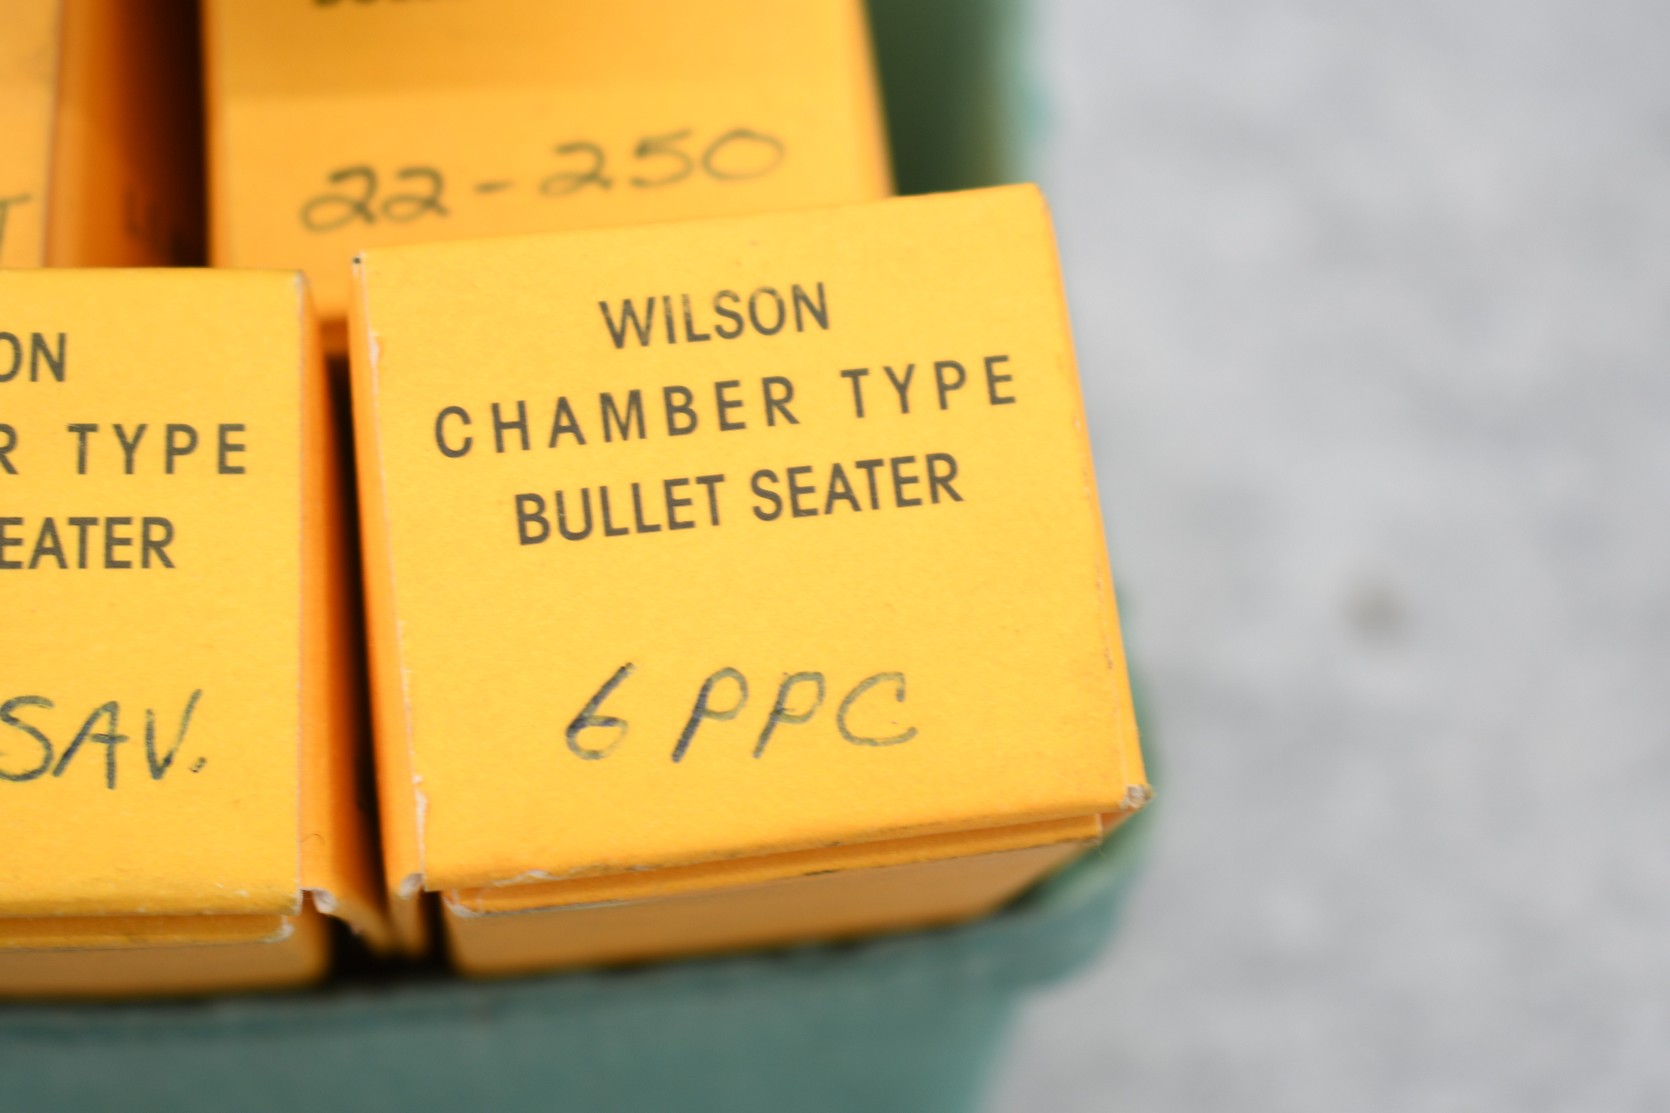 22-250
WILSON
CHAMBER TYPE
BULLET SEATER
6 PPC
ON
R TYPE
EATER
SAV.